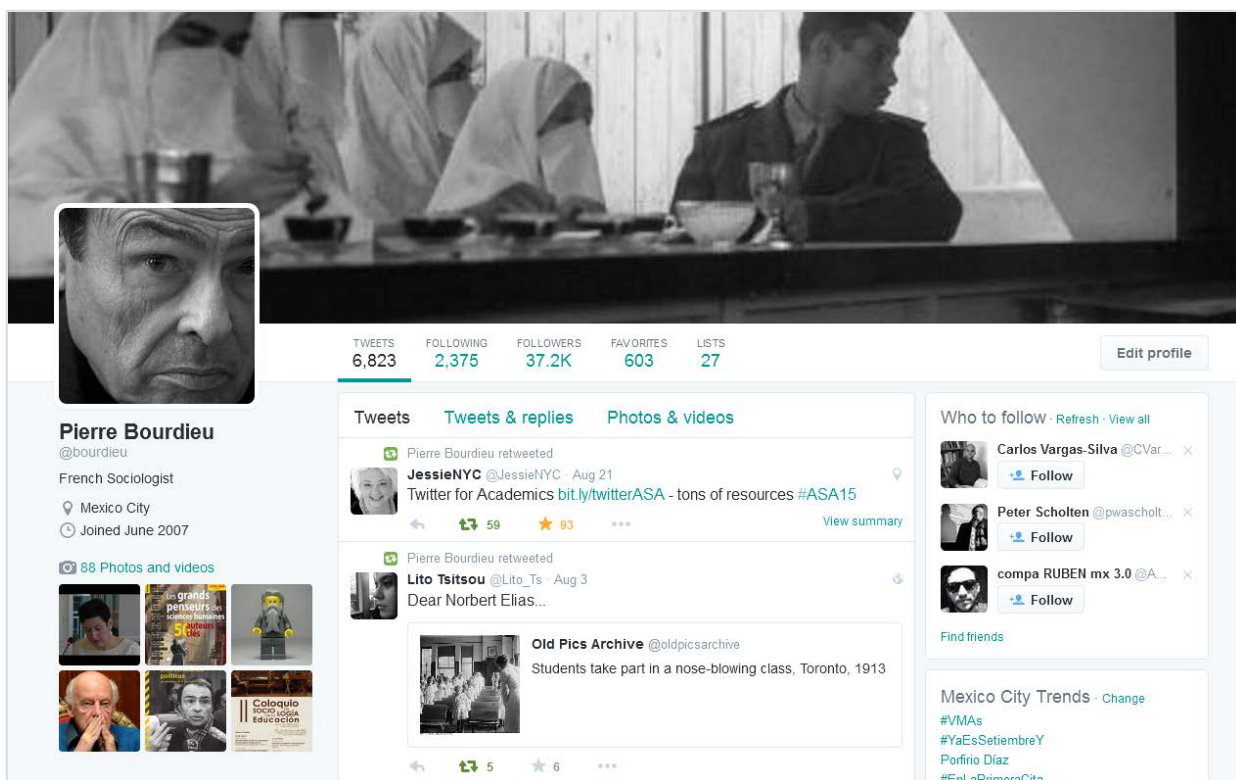 TWEETS
6,823
FOLLOWING
2,375
FOLLOWERS
37.2K
FAVORITES
603
LISTS
27
Edit profile
Pierre Bourdieu
@bourdieu
French Sociologist
Mexico City
Joined June 2007
88 Photos and videos
Les grands
penseurs des
sciences humaines
auteurs
clés
II Coloquio
Educación
Tweets
Tweets & replies
Photos & videos
Pierre Bourdieu retweeted
JessieNYC @JessieNYC · Aug 21
Twitter for Academics bit.ly/twitterASA - tons of resources #ASA15
59
93
View summary
Pierre Bourdieu retweeted
Lito Tsitsou @Lito_Ts · Aug 3
Dear Norbert Elias...
Old Pics Archive @oldpicsarchive
Students take part in a nose-blowing class, Toronto, 1913
5
6
Who to follow · Refresh · View all
Carlos Vargas-Silva @CVar...
Follow
Peter Scholten @pwascholt...
Follow
compa RUBEN mx 3.0 @A...
Follow
Find friends
Mexico City Trends · Change
#VMAs
#YaEsSetiembreY
Porfirio Díaz
#EnLaPrimeraCita